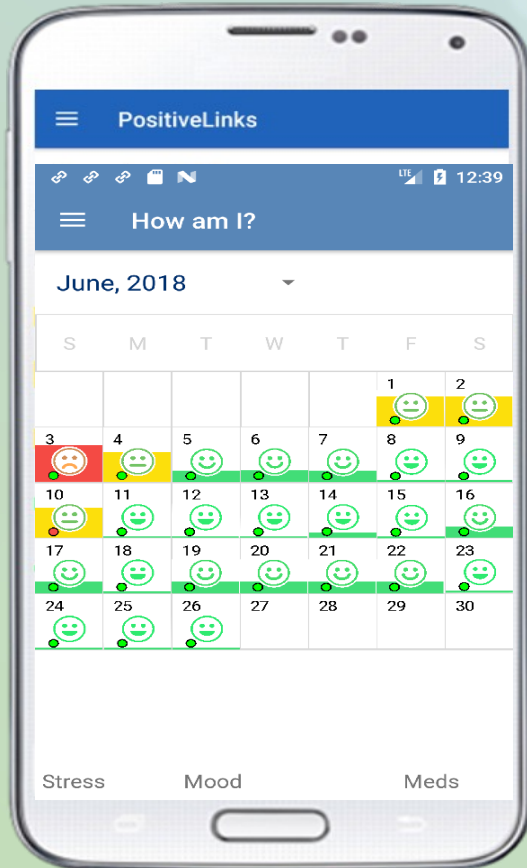 PositiveLinks
LTE 12:39
How am I?
June, 2018
S M T W T F S
1 2
3 4 5 6 7 8 9
10 11 12 13 14 15 16
17 18 19 20 21 22 23
24 25 26 27 28 29 30
Stress Mood Meds